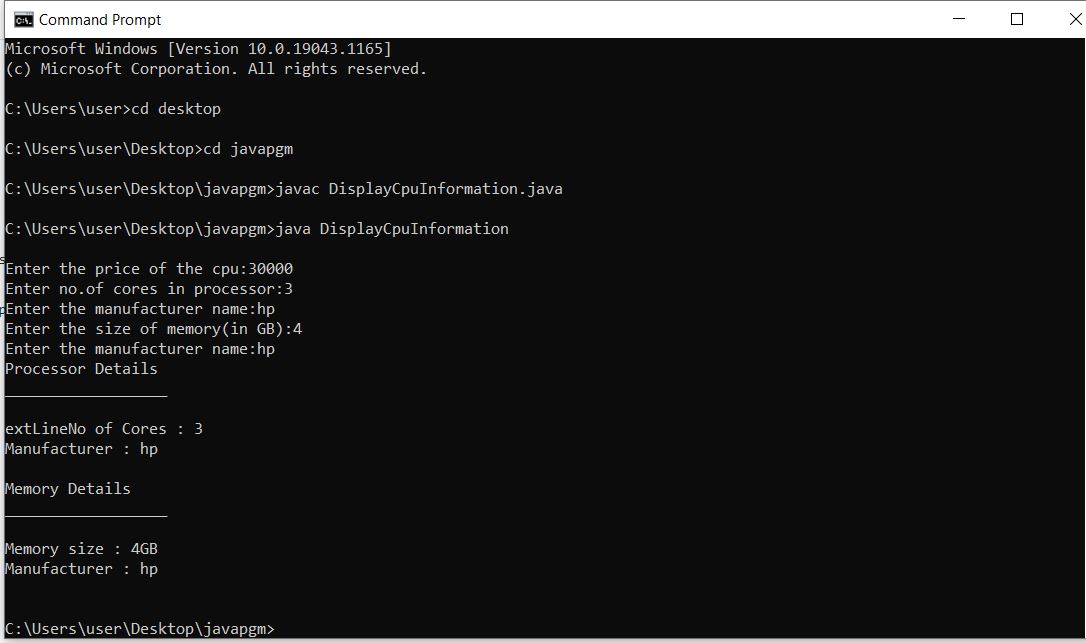 Command Prompt
Microsoft Windows [Version 10.0.19043.1165]
(c) Microsoft Corporation. All rights reserved.
C:\Users\user>cd desktop
C:\Users\user\Desktop>cd javapgm
C:\Users\user\Desktop\javapgm>javac DisplayCpuInformation.java
C:\Users\user\Desktop\javapgm>java DisplayCpuInformation
Enter the price of the cpu:30000
Enter no.of cores in processor:3
Enter the manufacturer name:hp
Enter the size of memory(in GB):4
Enter the manufacturer name:hp
Processor Details
__________________
extLineNo of Cores : 3
Manufacturer : hp
Memory Details
__________________
Memory size : 4GB
Manufacturer : hp
C:\Users\user\Desktop\javapgm>